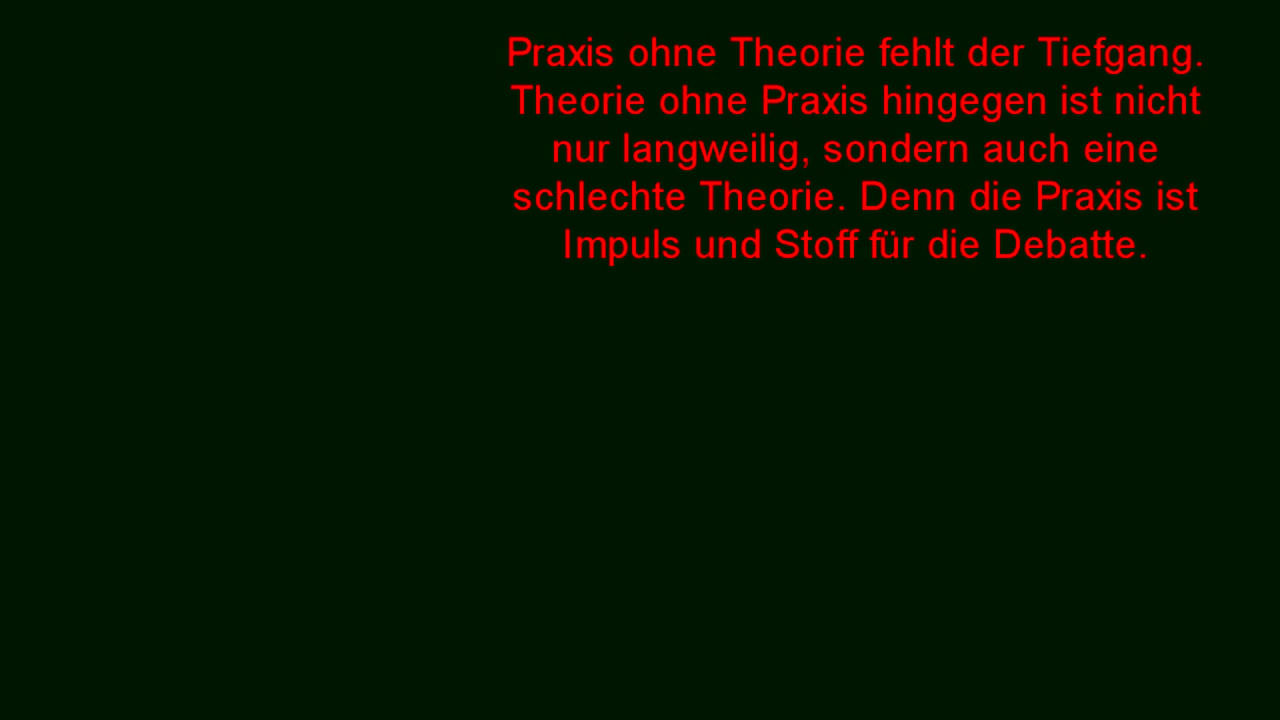 Praxis ohne Theorie fehlt der Tiefgang.
Theorie ohne Praxis hingegen ist nicht
nur langweilig, sondern auch eine
schlechte Theorie. Denn die Praxis ist
Impuls und Stoff für die Debatte.